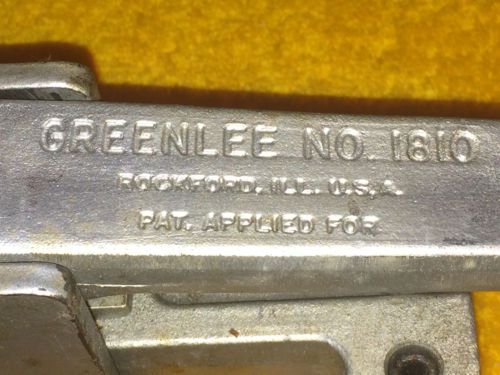 GREENLEE NO. 1810
ROCKFORD, ILL. U.S.A.
PAT. APPLIED FOR